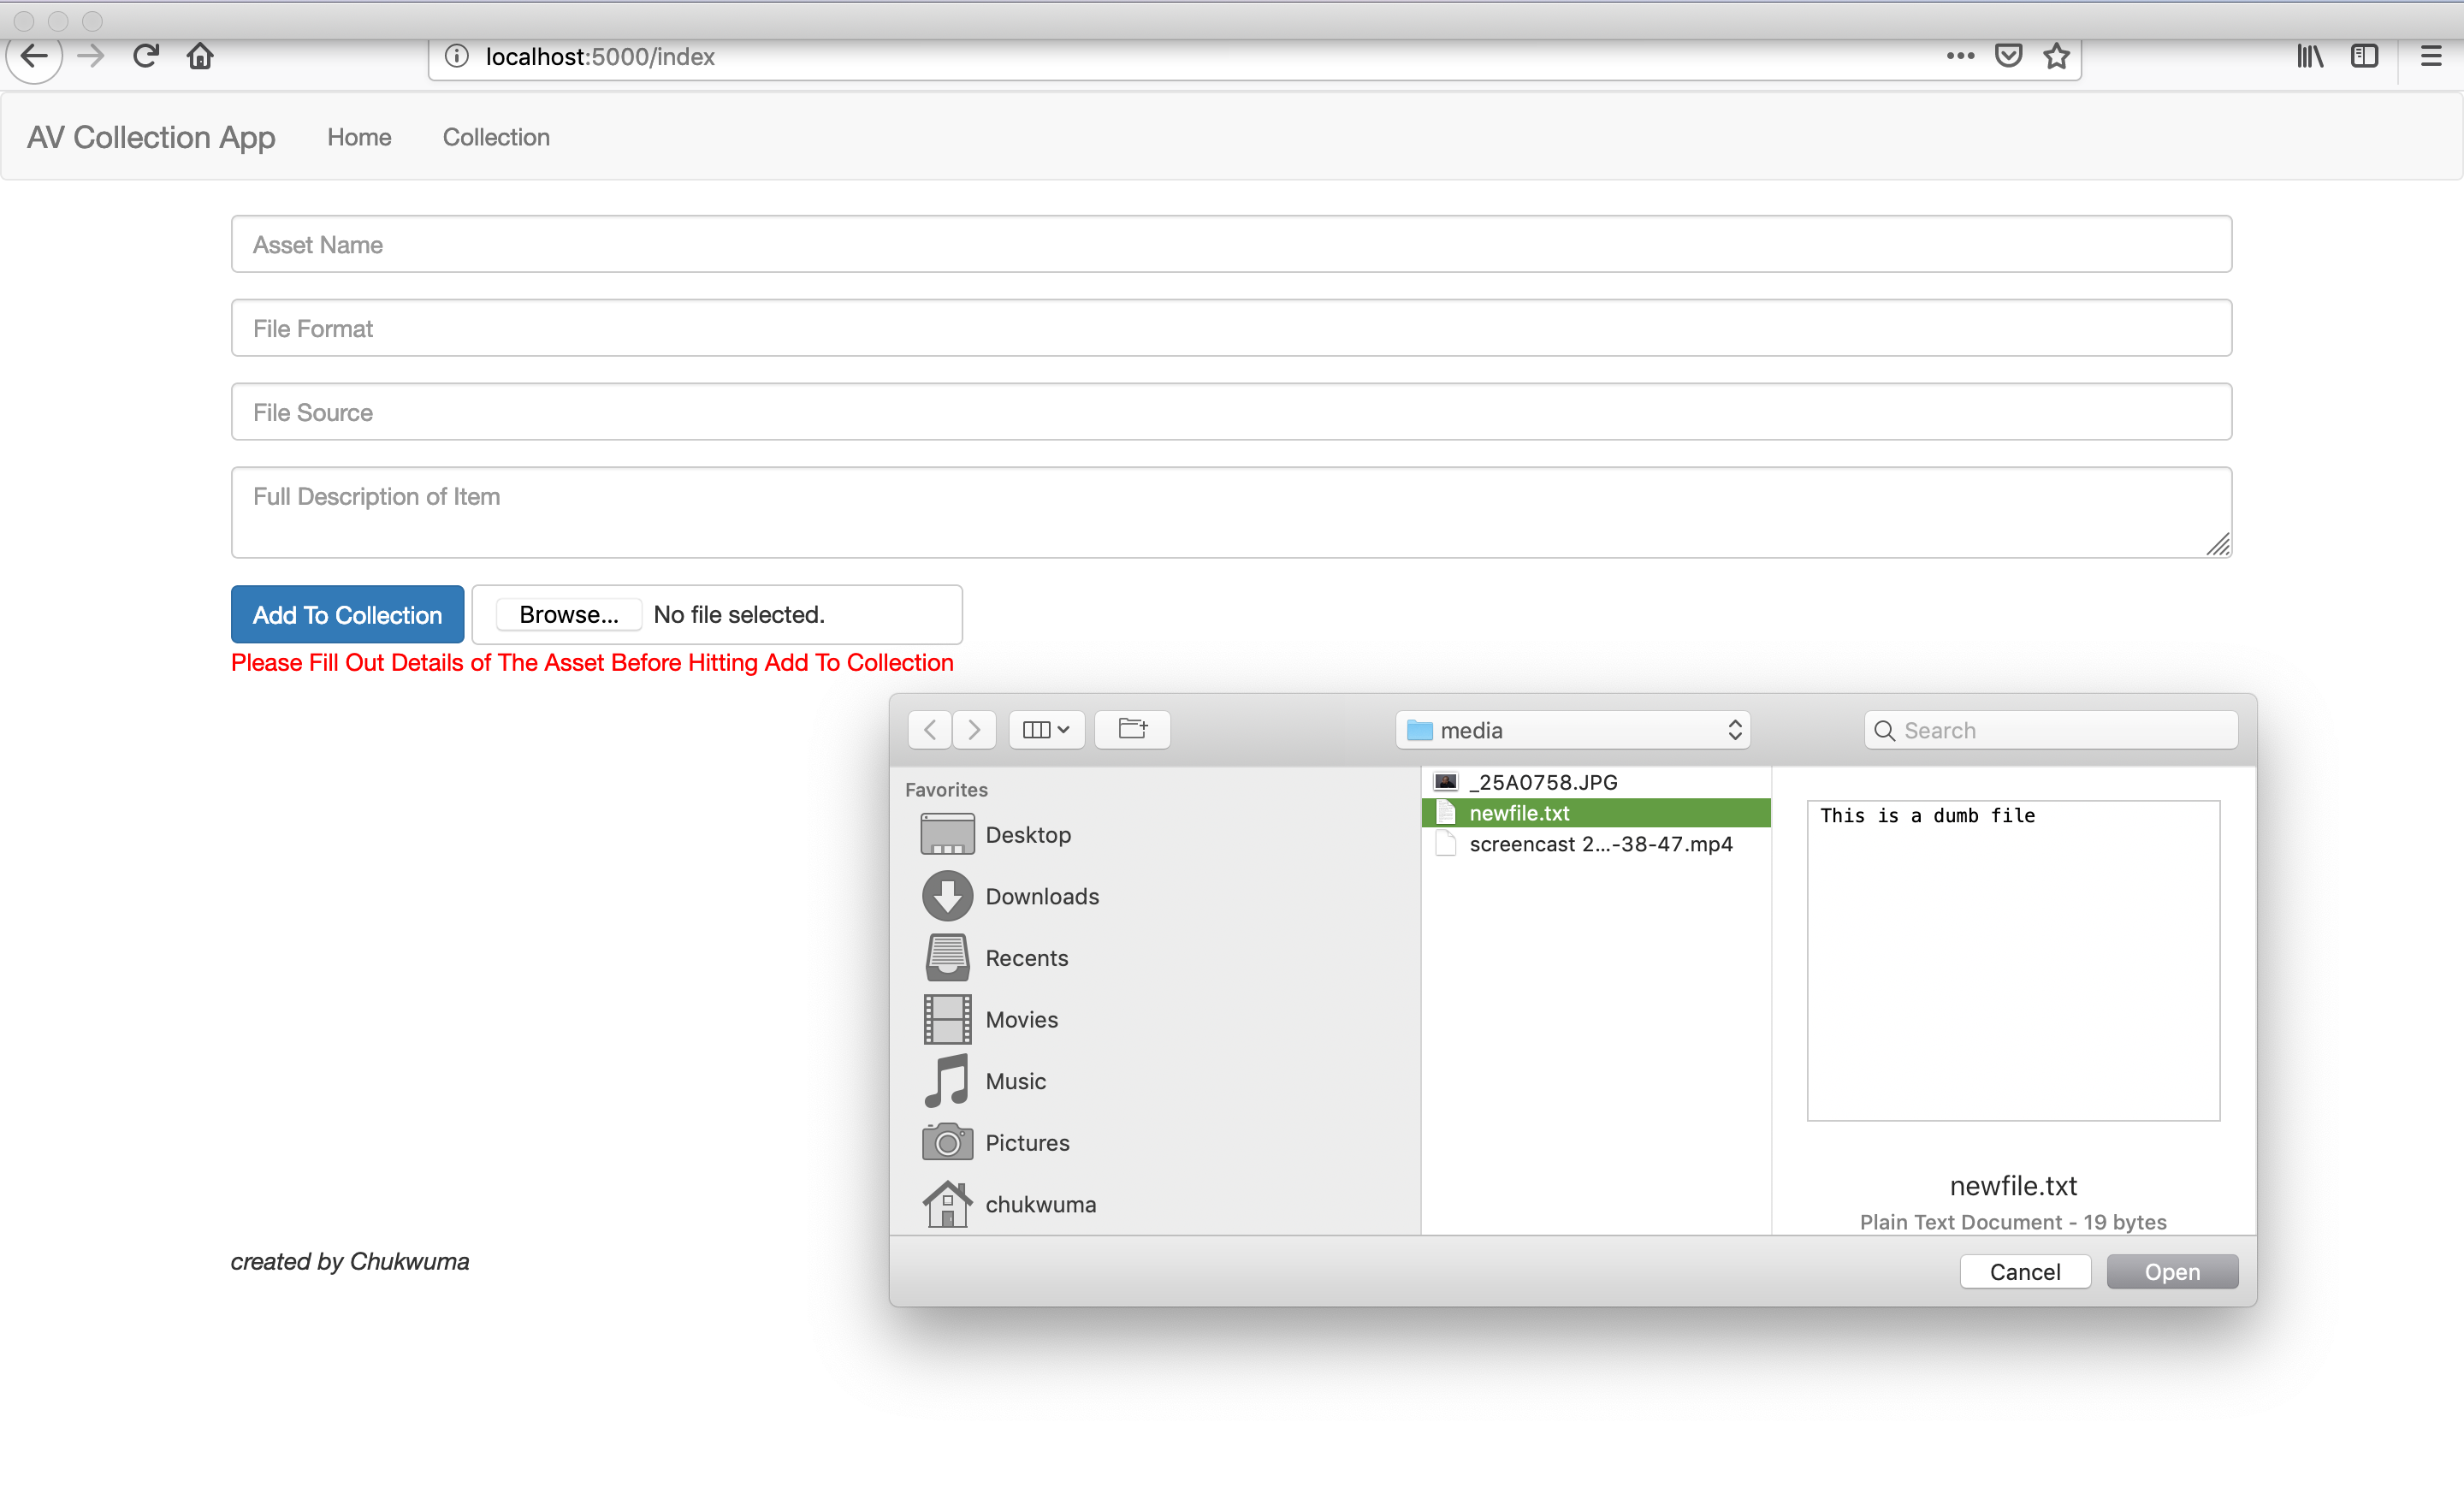 localhost:5000/index
AV Collection App Home Collection
Asset Name
File Format
File Source
Full Description of Item
Add To Collection Browse... No file selected.
Please Fill Out Details of The Asset Before Hitting Add To Collection
media Search
Favorites
Desktop
Downloads
Recents
Movies
Music
Pictures
chukwuma
_25A0758.JPG
newfile.txt
screencast 2...-38-47.mp4
This is a dumb file
newfile.txt
Plain Text Document - 19 bytes
Cancel Open
created by Chukwuma